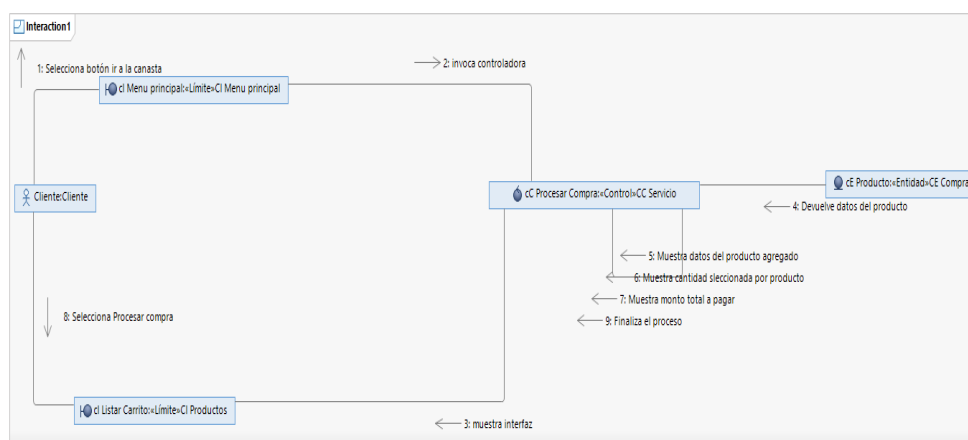 Interaction1
1: Selecciona botón ir a la canasta
2: invoca controladora
cI Menu principal:«Límite»CI Menu principal
Cliente:Cliente
cC Procesar Compra:«Control»CC Servicio
cE Producto:«Entidad»CE Compra
4: Devuelve datos del producto
5: Muestra datos del producto agregado
6: Muestra cantidad sleccionada por producto
7: Muestra monto total a pagar
8: Selecciona Procesar compra
9: Finaliza el proceso
cI Listar Carrito:«Límite»CI Productos
3: muestra interfaz